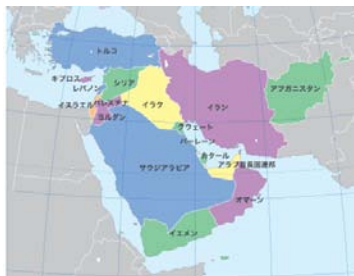 トルコ
キプロス
シリア
レバノン
イラク
イラン
アフガニスタン
イスラエル
パレスチナ
ヨルダン
クウェート
バーレーン
カタール
サウジアラビア
アラブ首長国連邦
オマーン
イエメン